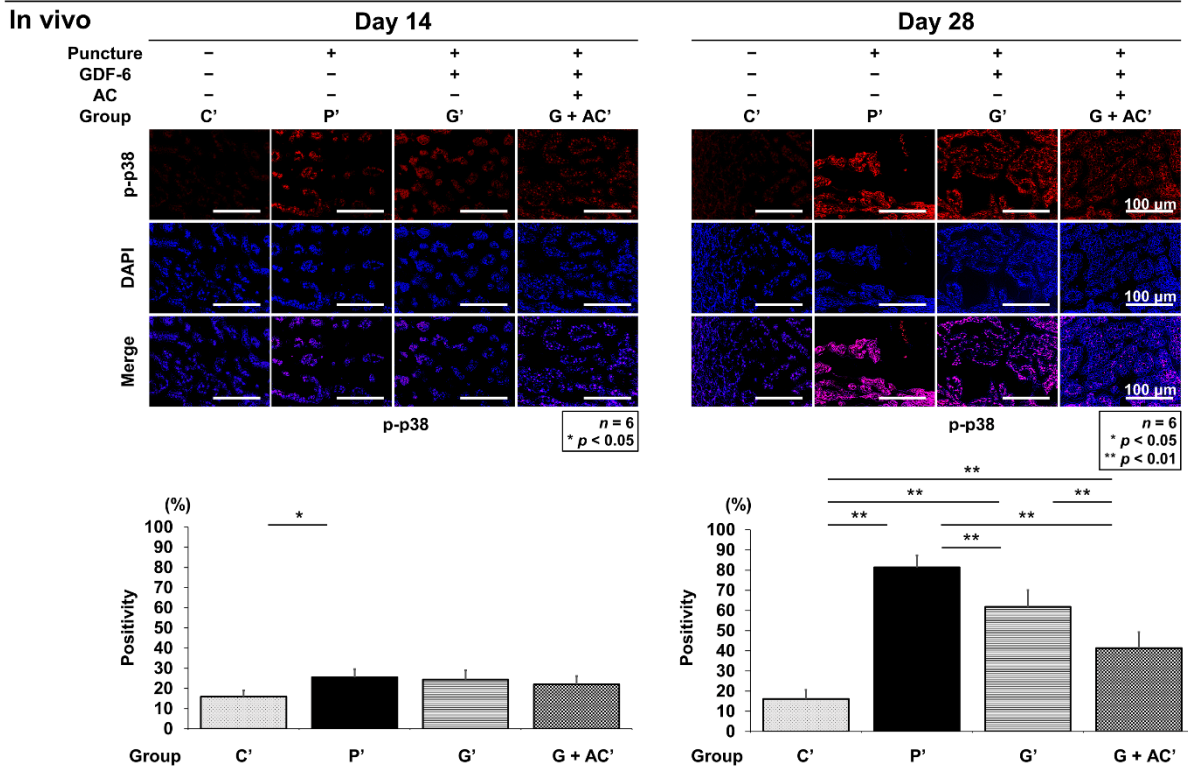 In vivo
Day 14
Puncture − + + +
GDF-6 − − + +
AC − − − +
Group C’ P’ G’ G + AC’
p-p38
DAPI
Merge
p-p38
n = 6
* p < 0.05
Day 28
− + + +
− − + +
− − − +
C’ P’ G’ G + AC’
100 µm
100 µm
100 µm
p-p38
n = 6
* p < 0.05
** p < 0.01
(%)
100
90
80
70
60
50
40
30
20
10
0
Positivity
*
Group C’ P’ G’ G + AC’
(%)
100
90
80
70
60
50
40
30
20
10
0
Positivity
**
** **
** **
**
Group C’ P’ G’ G + AC’